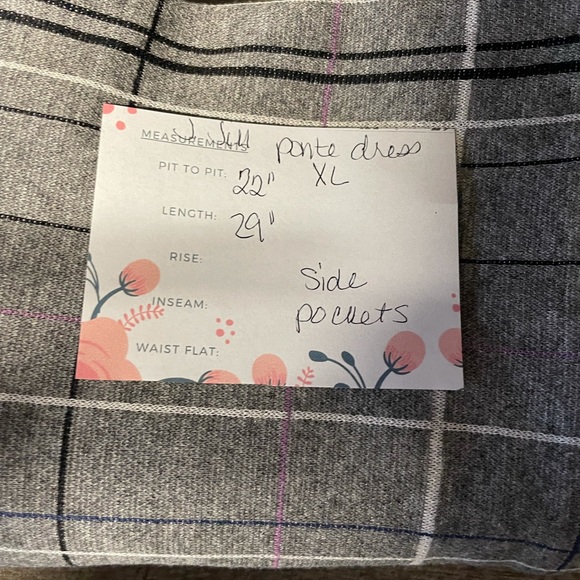 J. Jill ponte dress
MEASUREMENTS
PIT TO PIT: 22" XL
LENGTH: 29"
RISE:
Side
INSEAM: pockets
WAIST FLAT: